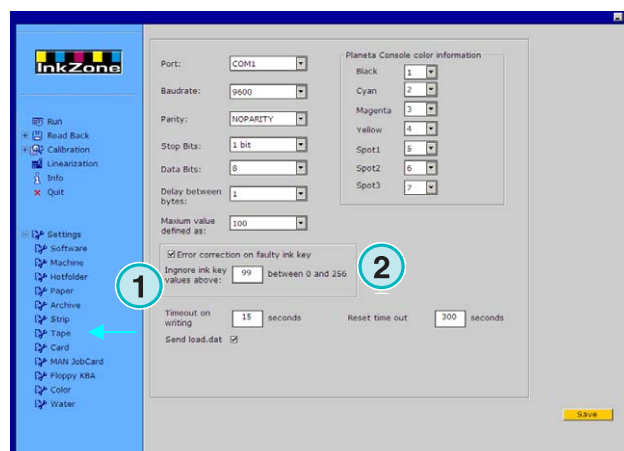 InkZone
Run
Read Back
Calibration
Linearization
Info
Quit
Settings
Software
Machine
Hotfolder
Paper
Archive
Strip
Tape
Card
MAN JobCard
Floppy KBA
Color
Water
Port: COM1
Baudrate: 9600
Parity: NOPARITY
Stop Bits: 1 bit
Data Bits: 8
Delay between
bytes: 1
Maxium value
defined as: 100
Planeta Console color information
Black 1
Cyan 2
Magenta 3
Yellow 4
Spot1 5
Spot2 6
Spot3 7
Error correction on faulty ink key
Ingnore ink key
values above: 99 between 0 and 256
1
2
Timeout on
writing 15 seconds
Reset time out 300 seconds
Send load.dat
Save